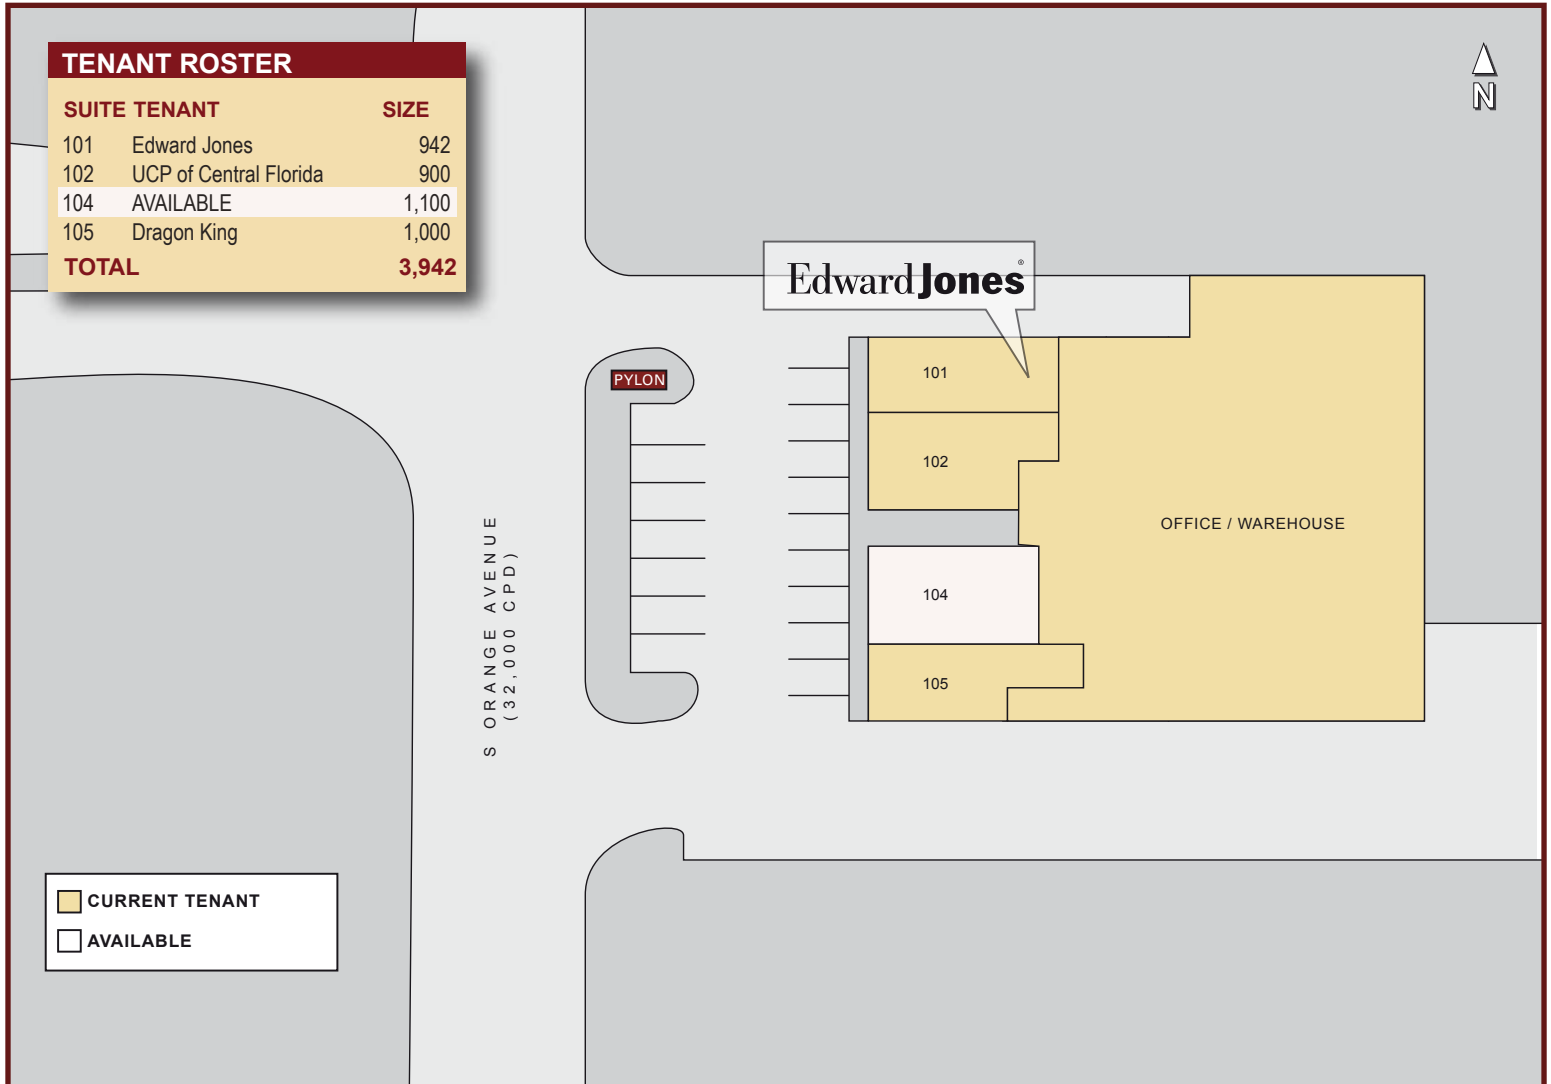 TENANT ROSTER
SUITE TENANT SIZE
101 Edward Jones 942
102 UCP of Central Florida 900
104 AVAILABLE 1,100
105 Dragon King 1,000
TOTAL 3,942
N
Edward Jones®
PYLON
101
102
OFFICE / WAREHOUSE
104
105
S ORANGE AVENUE
(32,000 CPD)
CURRENT TENANT
AVAILABLE